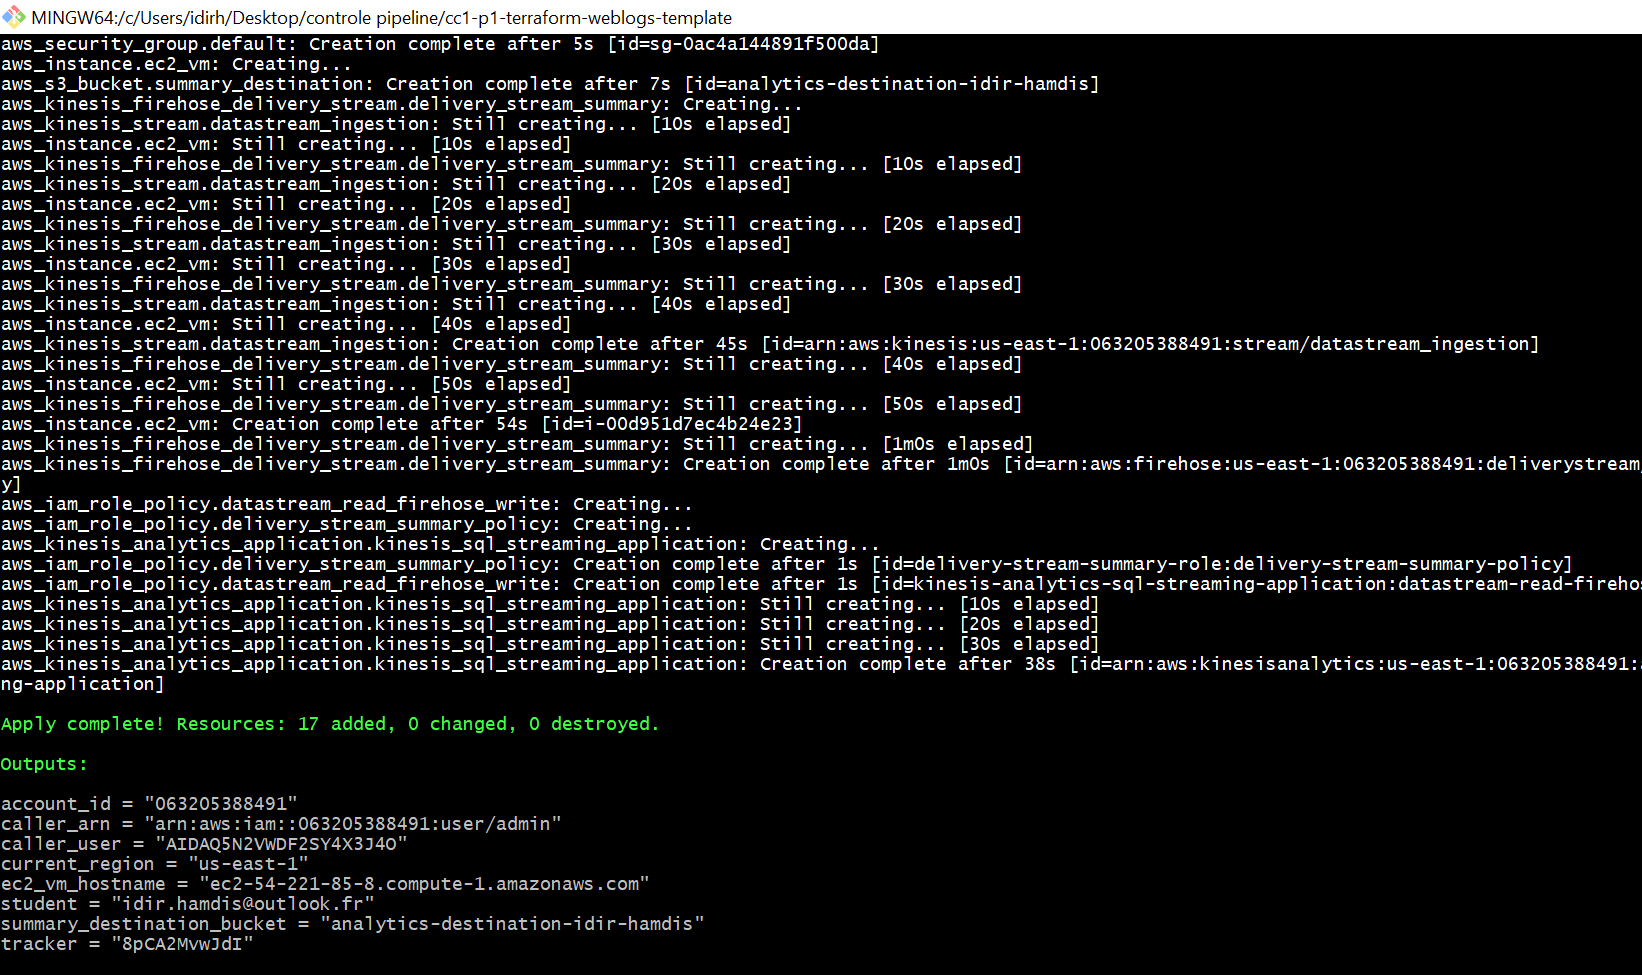 MINGW64:/c/Users/idirh/Desktop/controle pipeline/cc1-p1-terraform-weblogs-template
aws_security_group.default: Creation complete after 5s [id=sg-0ac4a144891f500da]
aws_instance.ec2_vm: Creating...
aws_s3_bucket.summary_destination: Creation complete after 7s [id=analytics-destination-idir-hamdis]
aws_kinesis_firehose_delivery_stream.delivery_stream_summary: Creating...
aws_kinesis_stream.datastream_ingestion: Still creating... [10s elapsed]
aws_instance.ec2_vm: Still creating... [10s elapsed]
aws_kinesis_firehose_delivery_stream.delivery_stream_summary: Still creating... [10s elapsed]
aws_kinesis_stream.datastream_ingestion: Still creating... [20s elapsed]
aws_instance.ec2_vm: Still creating... [20s elapsed]
aws_kinesis_firehose_delivery_stream.delivery_stream_summary: Still creating... [20s elapsed]
aws_kinesis_stream.datastream_ingestion: Still creating... [30s elapsed]
aws_instance.ec2_vm: Still creating... [30s elapsed]
aws_kinesis_firehose_delivery_stream.delivery_stream_summary: Still creating... [30s elapsed]
aws_kinesis_stream.datastream_ingestion: Still creating... [40s elapsed]
aws_instance.ec2_vm: Still creating... [40s elapsed]
aws_kinesis_stream.datastream_ingestion: Creation complete after 45s [id=arn:aws:kinesis:us-east-1:063205388491:stream/datastream_ingestion]
aws_kinesis_firehose_delivery_stream.delivery_stream_summary: Still creating... [40s elapsed]
aws_instance.ec2_vm: Still creating... [50s elapsed]
aws_kinesis_firehose_delivery_stream.delivery_stream_summary: Still creating... [50s elapsed]
aws_instance.ec2_vm: Creation complete after 54s [id=i-00d951d7ec4b24e23]
aws_kinesis_firehose_delivery_stream.delivery_stream_summary: Still creating... [1m0s elapsed]
aws_kinesis_firehose_delivery_stream.delivery_stream_summary: Creation complete after 1m0s [id=arn:aws:firehose:us-east-1:063205388491:deliverystream
y]
aws_iam_role_policy.datastream_read_firehose_write: Creating...
aws_iam_role_policy.delivery_stream_summary_policy: Creating...
aws_kinesis_analytics_application.kinesis_sql_streaming_application: Creating...
aws_iam_role_policy.delivery_stream_summary_policy: Creation complete after 1s [id=delivery-stream-summary-role:delivery-stream-summary-policy]
aws_iam_role_policy.datastream_read_firehose_write: Creation complete after 1s [id=kinesis-analytics-sql-streaming-application:datastream-read-fireho
aws_kinesis_analytics_application.kinesis_sql_streaming_application: Still creating... [10s elapsed]
aws_kinesis_analytics_application.kinesis_sql_streaming_application: Still creating... [20s elapsed]
aws_kinesis_analytics_application.kinesis_sql_streaming_application: Still creating... [30s elapsed]
aws_kinesis_analytics_application.kinesis_sql_streaming_application: Creation complete after 38s [id=arn:aws:kinesisanalytics:us-east-1:063205388491:
ng-application]
Apply complete! Resources: 17 added, 0 changed, 0 destroyed.
Outputs:
account_id = "063205388491"
caller_arn = "arn:aws:iam::063205388491:user/admin"
caller_user = "AIDAQ5N2VWDF2SY4X3J4O"
current_region = "us-east-1"
ec2_vm_hostname = "ec2-54-221-85-8.compute-1.amazonaws.com"
student = "idir.hamdis@outlook.fr"
summary_destination_bucket = "analytics-destination-idir-hamdis"
tracker = "8pCA2MvwJdI"